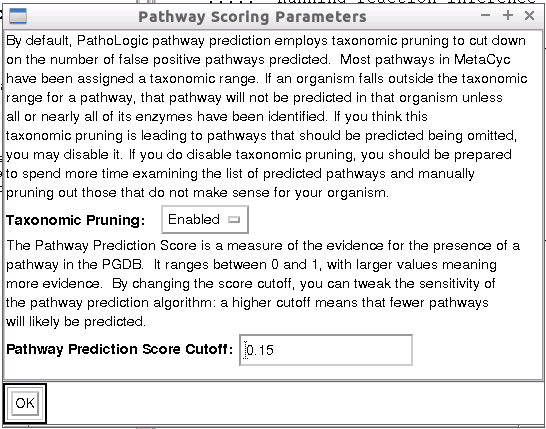 Pathway Scoring Parameters
By default, PathoLogic pathway prediction employs taxonomic pruning to cut down
on the number of false positive pathways predicted.  Most pathways in MetaCyc
have been assigned a taxonomic range. If an organism falls outside the taxonomic
range for a pathway, that pathway will not be predicted in that organism unless
all or nearly all of its enzymes have been identified. If you think this
taxonomic pruning is leading to pathways that should be predicted being omitted,
you may disable it. If you do disable taxonomic pruning, you should be prepared
to spend more time examining the list of predicted pathways and manually
pruning out those that do not make sense for your organism.
Taxonomic Pruning: Enabled
The Pathway Prediction Score is a measure of the evidence for the presence of a
pathway in the PGDB.  It ranges between 0 and 1, with larger values meaning
more evidence.  By changing the score cutoff, you can tweak the sensitivity of
the pathway prediction algorithm: a higher cutoff means that fewer pathways
will likely be predicted.
Pathway Prediction Score Cutoff: 0.15
OK